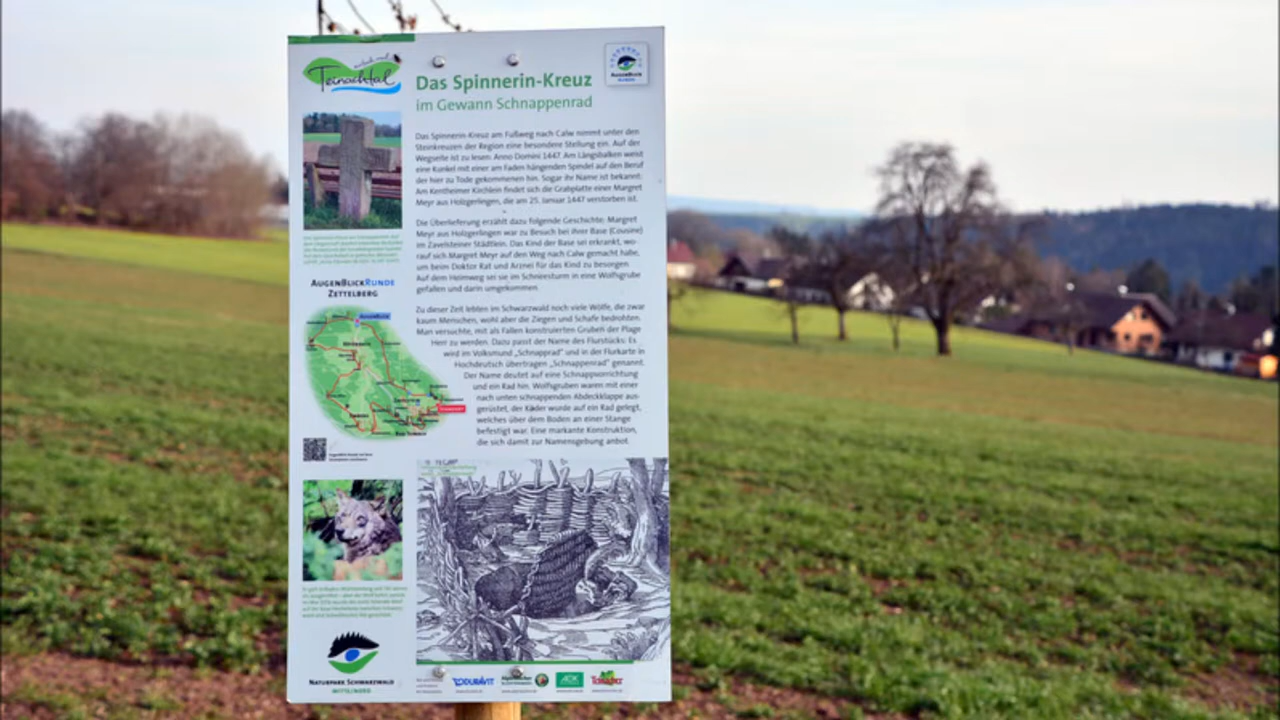 Teinachtal
AugenBlick
Das Spinnerin-Kreuz
im Gewann Schnappenrad
Das Spinnerin-Kreuz am Fußweg nach Calw nimmt unter den
Steinkreuzen der Region eine besondere Stellung ein. Auf der
Wegseite ist zu lesen: Anno Domini 1447. Am Längsbalken weist
eine Kunkel mit einer am Faden hängenden Spindel auf den Beruf
der hier zu Tode gekommenen hin. Sogar ihr Name ist bekannt:
Am Kentheimer Kirchlein findet sich die Grabplatte einer Margret
Meyr aus Holzgerlingen, die am 25. Januar 1447 verstorben ist.
Die Überlieferung erzählt dazu folgende Geschichte: Margret
Meyr aus Holzgerlingen war zu Besuch bei ihrer Base (Cousine)
im Zavelsteiner Städtlein. Das Kind der Base sei erkrankt, wo-
rauf sich Margret Meyr auf den Weg nach Calw gemacht habe,
um beim Doktor Rat und Arznei für das Kind zu besorgen.
Auf dem Heimweg sei sie im Schneesturm in eine Wolfsgrube
gefallen und darin umgekommen.
Zu dieser Zeit lebten im Schwarzwald noch viele Wölfe, die zwar
kaum Menschen, wohl aber die Ziegen und Schafe bedrohten.
Man versuchte, mit als Fallen konstruierten Gruben der Plage
Herr zu werden. Dazu passt der Name des Flurstücks: Es
wird im Volksmund „Schnapprad" und in der Flurkarte in
Hochdeutsch übertragen „Schnappenrad" genannt.
Der Name deutet auf eine Schnappvorrichtung
und ein Rad hin. Wolfsgruben waren mit einer
nach unten schnappenden Abdeckklappe aus-
gerüstet, der Köder wurde auf ein Rad gelegt,
welches über dem Boden an einer Stange
befestigt war. Eine markante Konstruktion,
die sich damit zur Namensgebung anbot.
AugenBlickRunde
Zettelberg
Naturpark Schwarzwald
Mitte/Nord
DURAVIT
AOK